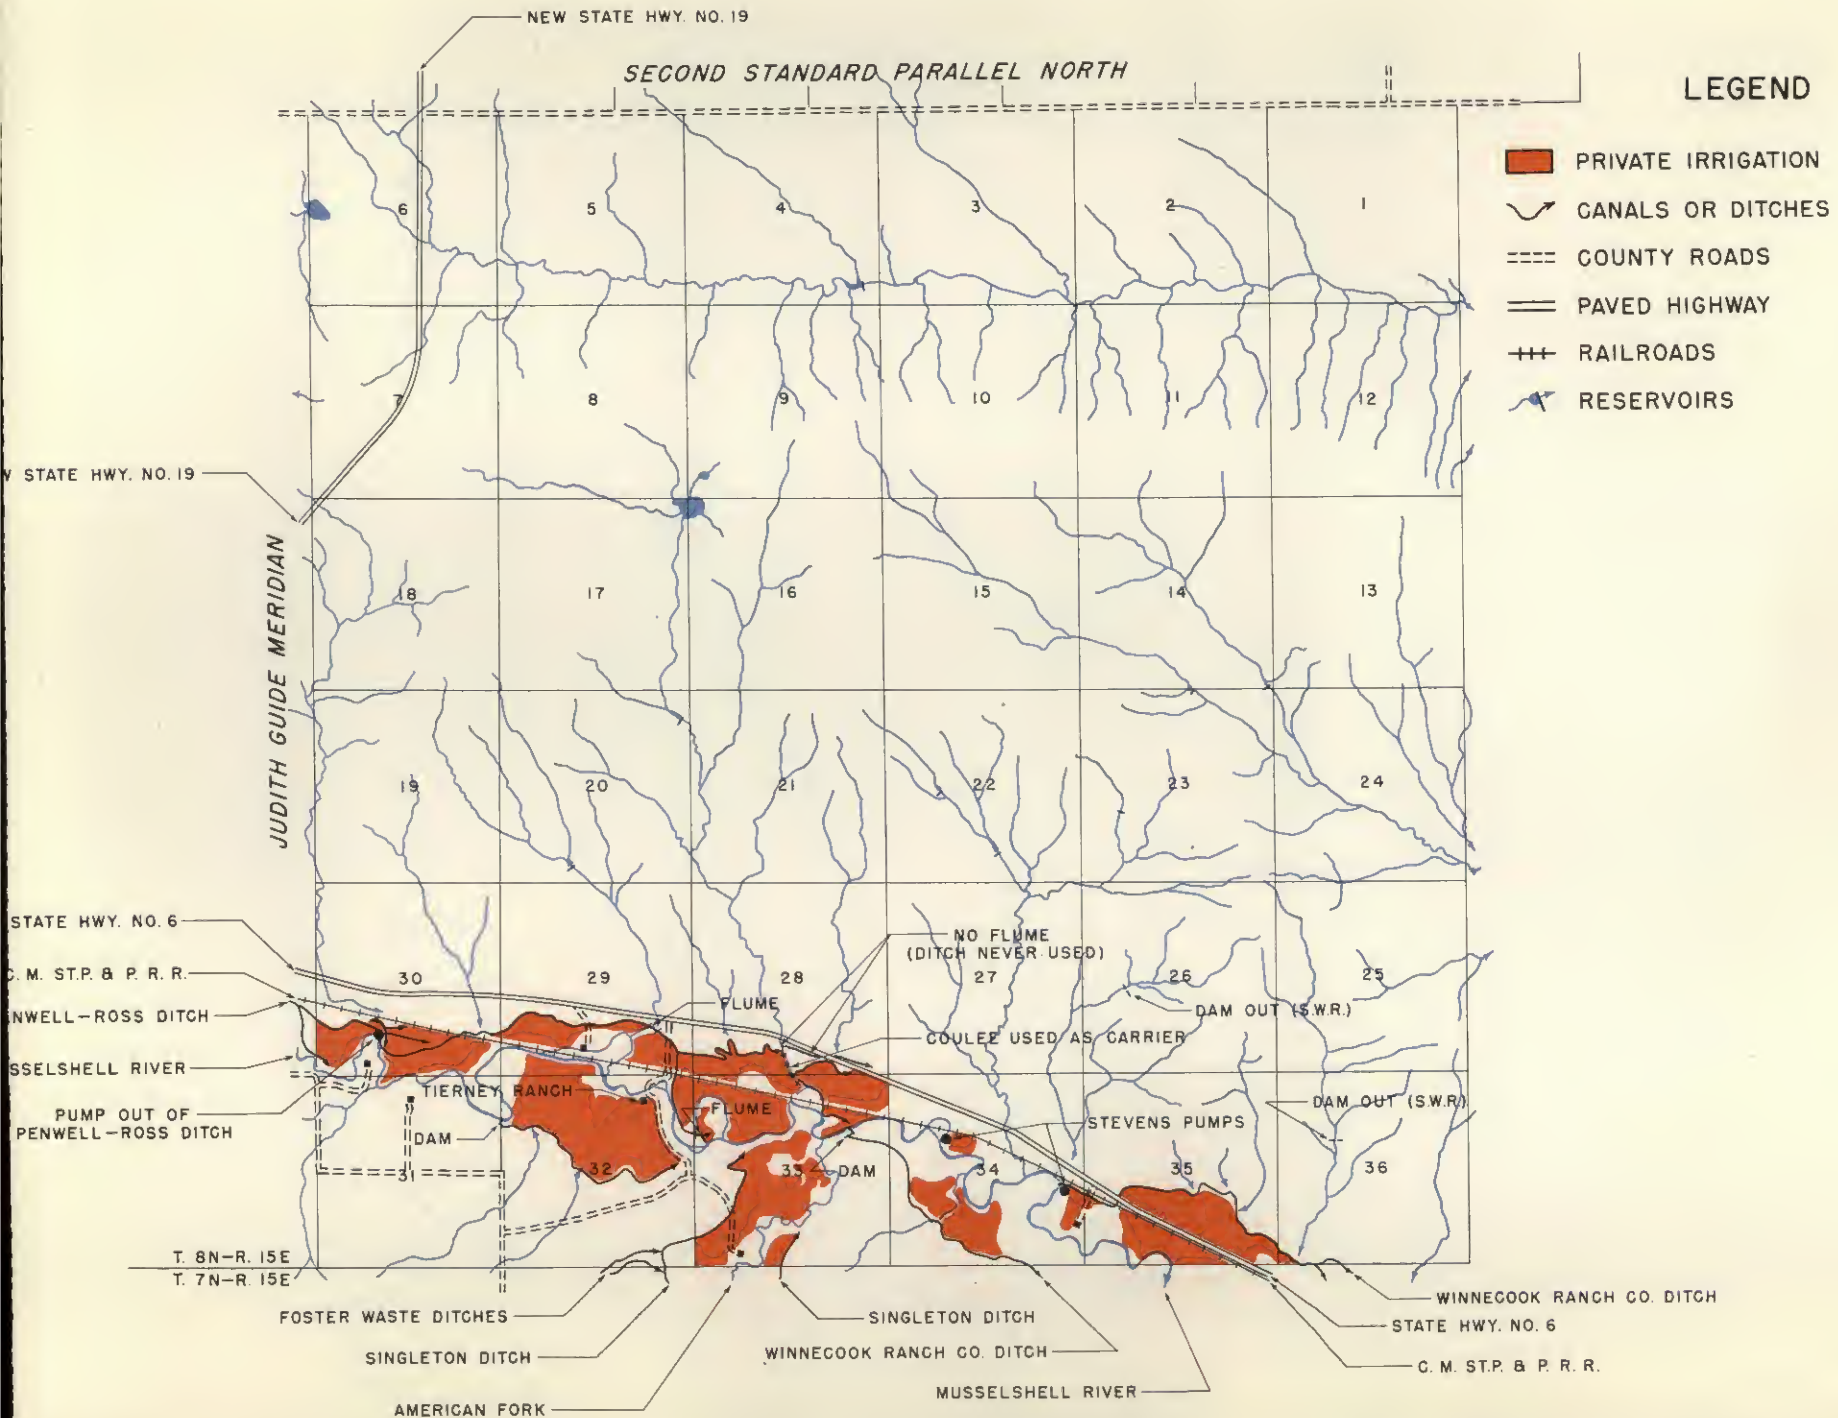 NEW STATE HWY. NO. 19
SECOND STANDARD PARALLEL NORTH
LEGEND
PRIVATE IRRIGATION
CANALS OR DITCHES
COUNTY ROADS
PAVED HIGHWAY
RAILROADS
RESERVOIRS
6
5
4
3
2
1
7
8
9
10
11
12
W STATE HWY. NO. 19
JUDITH GUIDE MERIDIAN
18
17
16
15
14
13
19
20
21
22
23
24
STATE HWY. NO. 6
C. M. ST.P. & P. R. R.
NWELL-ROSS DITCH
SSELSHELL RIVER
PUMP OUT OF
PENWELL-ROSS DITCH
30
29
28
27
26
25
NO FLUME
(DITCH NEVER USED)
FLUME
DAM OUT (S.W.R.)
COULEE USED AS CARRIER
TIERNEY RANCH
FLUME
DAM OUT (S.W.R.)
STEVENS PUMPS
DAM
DAM
31
32
33
34
35
36
T. 8N-R. 15E
T. 7N-R. 15E
FOSTER WASTE DITCHES
SINGLETON DITCH
AMERICAN FORK
SINGLETON DITCH
WINNECOOK RANCH CO. DITCH
MUSSELSHELL RIVER
WINNECOOK RANCH CO. DITCH
STATE HWY. NO. 6
C. M. ST.P. & P. R. R.